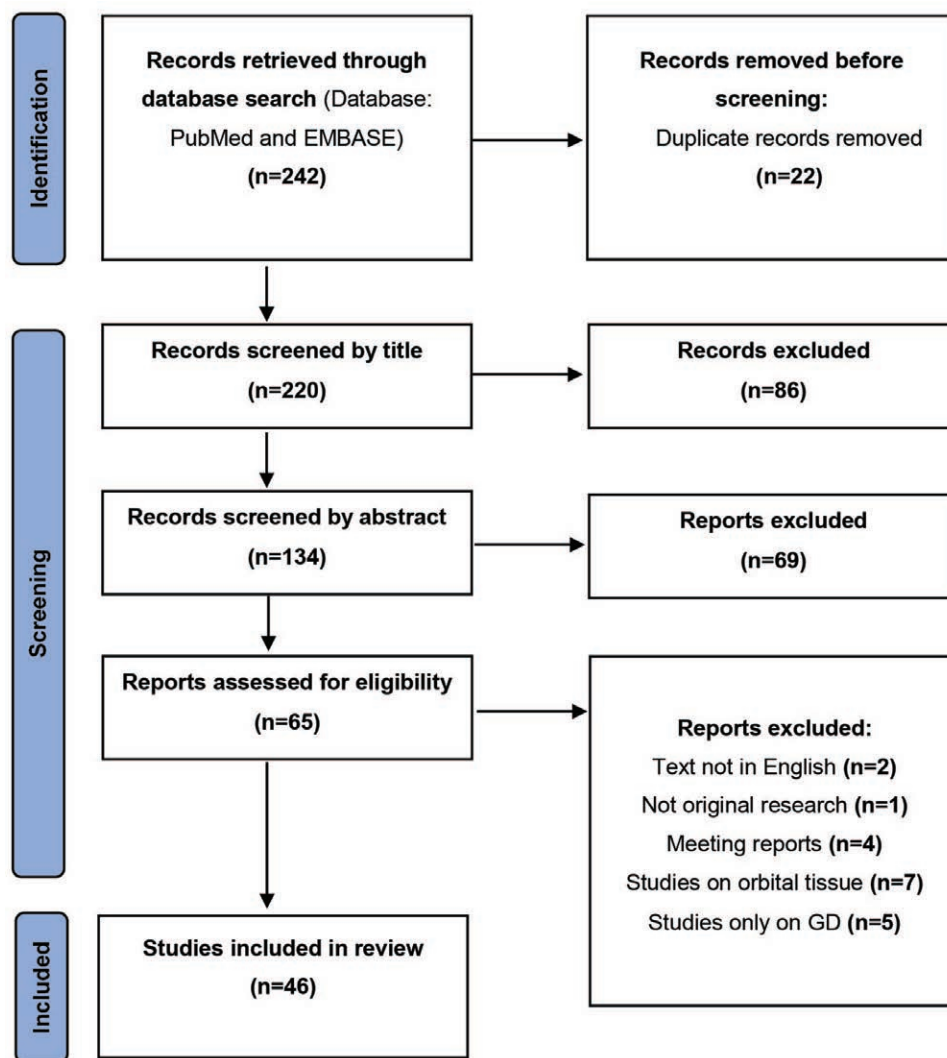 Identification
Records retrieved through
database search (Database:
PubMed and EMBASE)
(n=242)
Records removed before
screening:
Duplicate records removed
(n=22)
Screening
Records screened by title
(n=220)
Records excluded
(n=86)
Records screened by abstract
(n=134)
Reports excluded
(n=69)
Reports assessed for eligibility
(n=65)
Reports excluded:
Text not in English (n=2)
Not original research (n=1)
Meeting reports (n=4)
Studies on orbital tissue (n=7)
Studies only on GD (n=5)
Included
Studies included in review
(n=46)